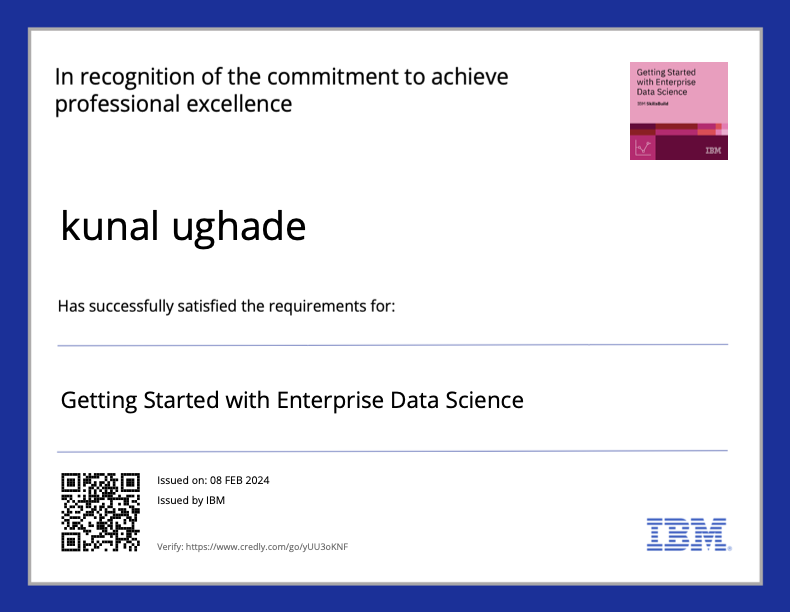 In recognition of the commitment to achieve
professional excellence
Getting Started
with Enterprise
Data Science
IBM SkillsBuild
IBM
kunal ughade
Has successfully satisfied the requirements for:
Getting Started with Enterprise Data Science
Issued on: 08 FEB 2024
Issued by IBM
Verify: https://www.credly.com/go/yUU3oKNF
IBM®